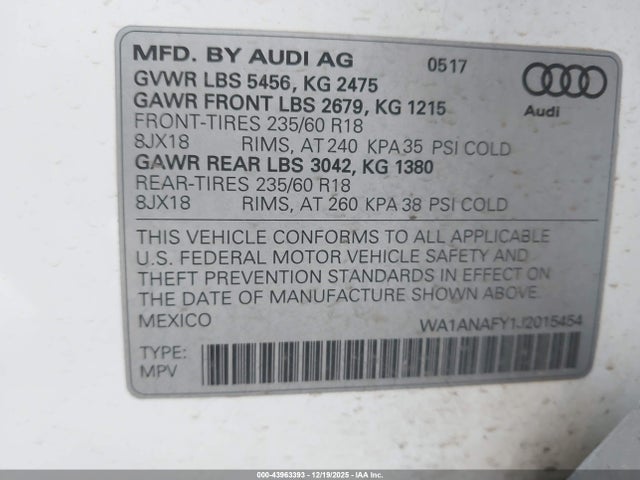 MFD. BY AUDI AG 0517
GVWR LBS 5456, KG 2475
GAWR FRONT LBS 2679, KG 1215
FRONT-TIRES 235/60 R18
8JX18 RIMS, AT 240 KPA 35 PSI COLD
GAWR REAR LBS 3042, KG 1380
REAR-TIRES 235/60 R18
8JX18 RIMS, AT 260 KPA 38 PSI COLD
Audi
THIS VEHICLE CONFORMS TO ALL APPLICABLE
U.S. FEDERAL MOTOR VEHICLE SAFETY AND
THEFT PREVENTION STANDARDS IN EFFECT ON
THE DATE OF MANUFACTURE SHOWN ABOVE.
MEXICO WA1ANAFY1J2015454
TYPE:
MPV
000-43963393 - 12/19/2025 - COPART, INC.